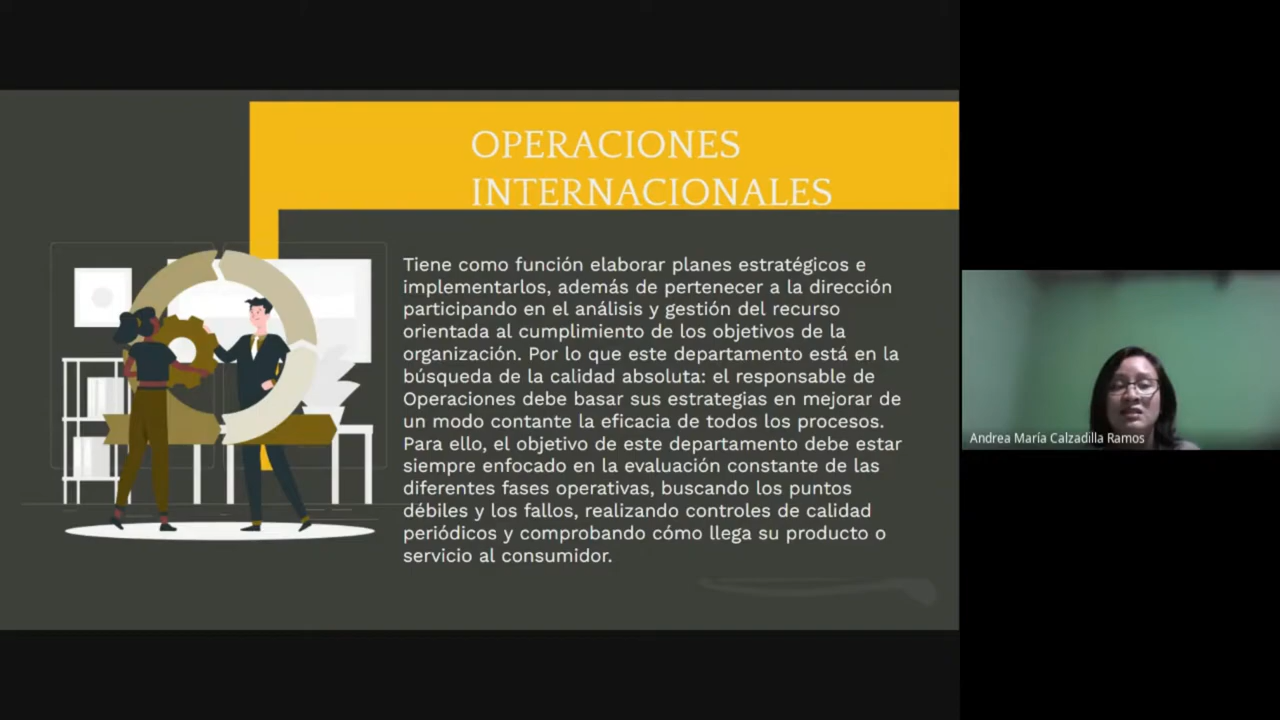 OPERACIONES
INTERNACIONALES
Tiene como función elaborar planes estratégicos e
implementarlos, además de pertenecer a la dirección
participando en el análisis y gestión del recurso
orientada al cumplimiento de los objetivos de la
organización. Por lo que este departamento está en la
búsqueda de la calidad absoluta: el responsable de
Operaciones debe basar sus estrategias en mejorar de
un modo contante la eficacia de todos los procesos.
Para ello, el objetivo de este departamento debe estar
siempre enfocado en la evaluación constante de las
diferentes fases operativas, buscando los puntos
débiles y los fallos, realizando controles de calidad
periódicos y comprobando cómo llega su producto o
servicio al consumidor.
Andrea María Calzadilla Ramos